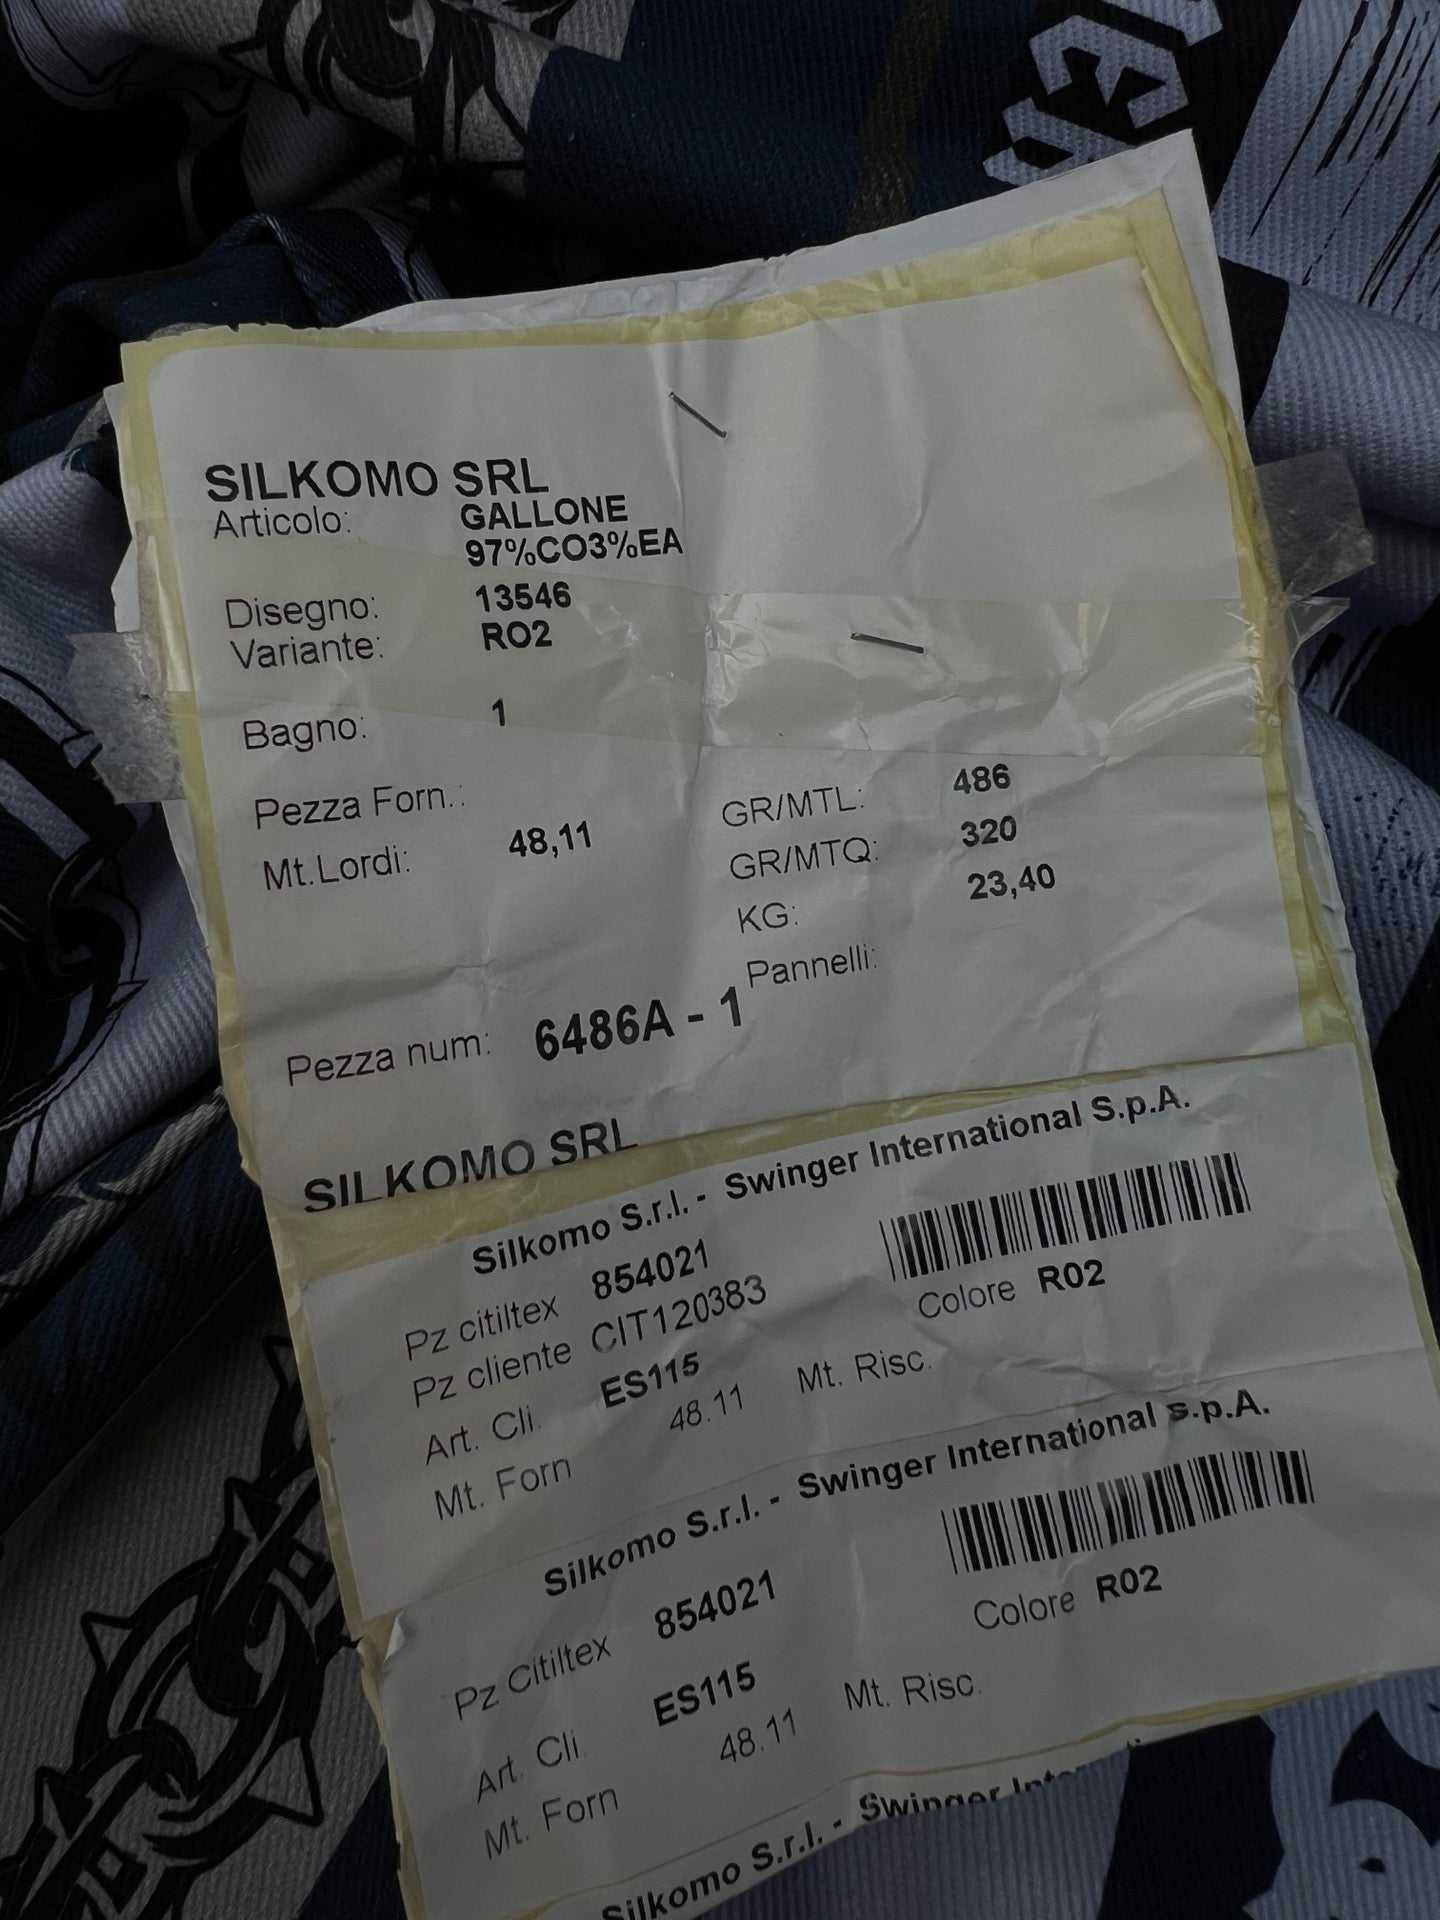 SILKOMO SRL
Articolo: GALLONE
97%CO3%EA
Disegno: 13546
Variante: RO2
Bagno: 1
Pezza Forn.:
Mt.Lordi: 48,11
GR/MTL: 486
GR/MTQ: 320
KG: 23,40
Pannelli:
Pezza num: 6486A - 1
SILKOMO SRL
Silkomo S.r.l. - Swinger International S.p.A.
Pz citiltex 854021
Pz cliente CIT120383
Colore R02
Art. Cli. ES115
Mt. Forn 48.11 Mt. Risc.
Silkomo S.r.l. - Swinger International s.p.A.
Pz Citiltex 854021
Colore R02
Art. Cli. ES115
Mt. Forn 48.11 Mt. Risc.
Silkomo S.r.l. - Swinger